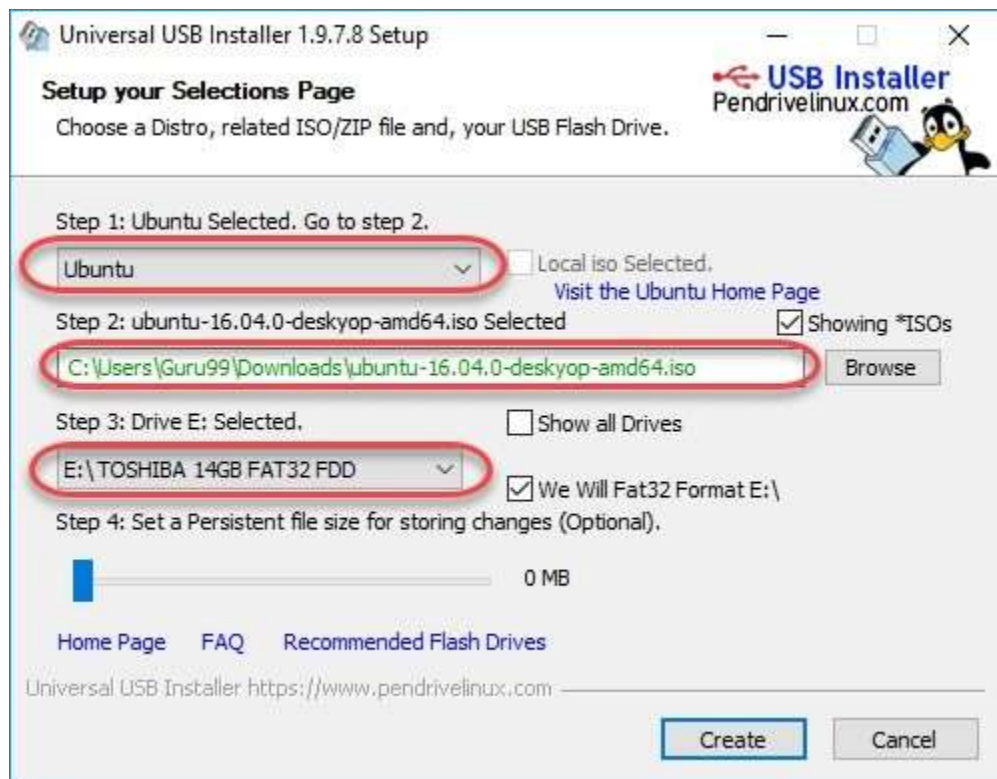 Universal USB Installer 1.9.7.8 Setup
Setup your Selections Page
Choose a Distro, related ISO/ZIP file and, your USB Flash Drive.
USB Installer
Pendrivelinux.com
Step 1: Ubuntu Selected. Go to step 2.
Ubuntu
Local iso Selected.
Visit the Ubuntu Home Page
Step 2: ubuntu-16.04.0-deskyop-amd64.iso Selected
Showing *ISOs
C:\Users\Guru99\Downloads\ubuntu-16.04.0-deskyop-amd64.iso
Browse
Step 3: Drive E: Selected.
Show all Drives
E:\ TOSHIBA 14GB FAT32 FDD
We Will Fat32 Format E:\
Step 4: Set a Persistent file size for storing changes (Optional).
0 MB
Home Page FAQ Recommended Flash Drives
Universal USB Installer https://www.pendrivelinux.com
Create Cancel